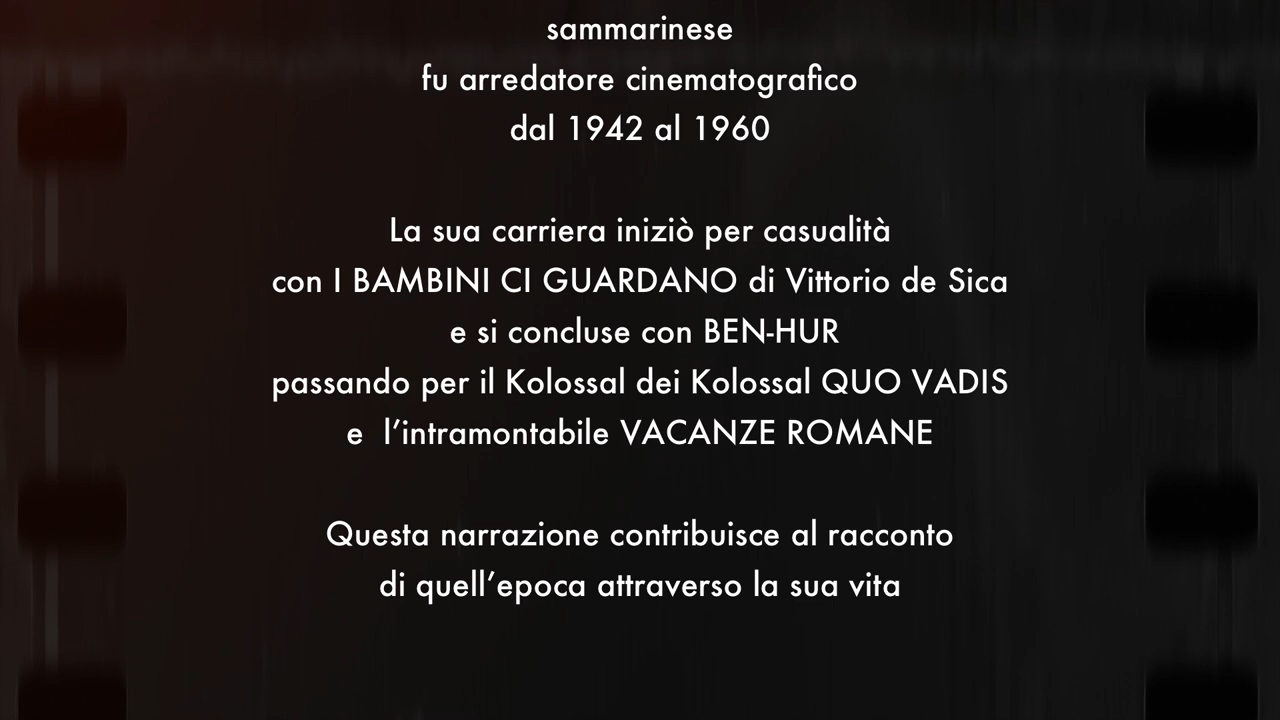 sammarinese
fu arredatore cinematografico
dal 1942 al 1960
La sua carriera iniziò per casualità
con I BAMBINI CI GUARDANO di Vittorio de Sica
e si concluse con BEN-HUR
passando per il Kolossal dei Kolossal QUO VADIS
e l’intramontabile VACANZE ROMANE
Questa narrazione contribuisce al racconto
di quell’epoca attraverso la sua vita